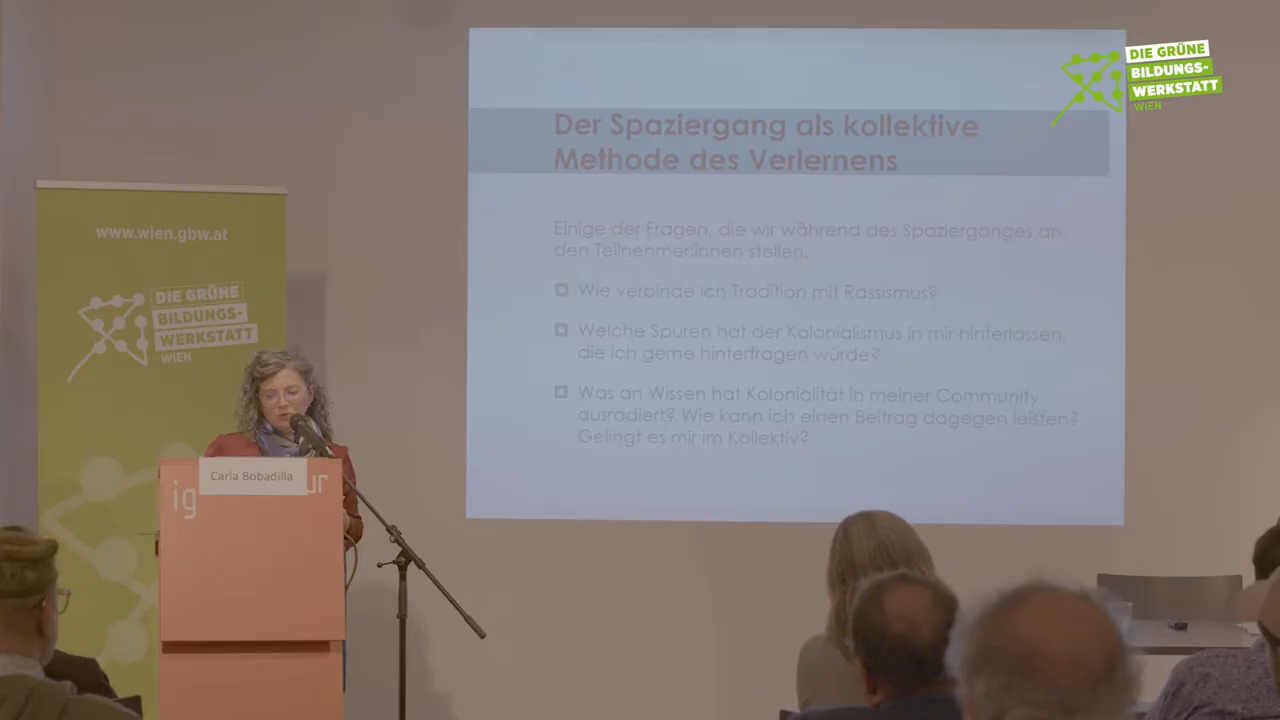 DIE GRÜNE
BILDUNGS-
WERKSTATT
WIEN
Der Spaziergang als kollektive
Methode des Verlernens
Einige der Fragen, die wir während des Spazierganges an
den Teilnehmer:innen stellen.
Wie verbinde ich Tradition mit Rassismus?
Welche Spuren hat der Kolonialismus in mir hinterlassen,
die ich gerne hinterfragen würde?
Was an Wissen hat Kolonialität in meiner Community
ausradiert? Wie kann ich einen Beitrag dagegen leisten?
Gelingt es mir im Kollektiv?
www.wien.gbw.at
DIE GRÜNE
BILDUNGS-
WERKSTATT
WIEN
Carla Bobadilla
ig ur